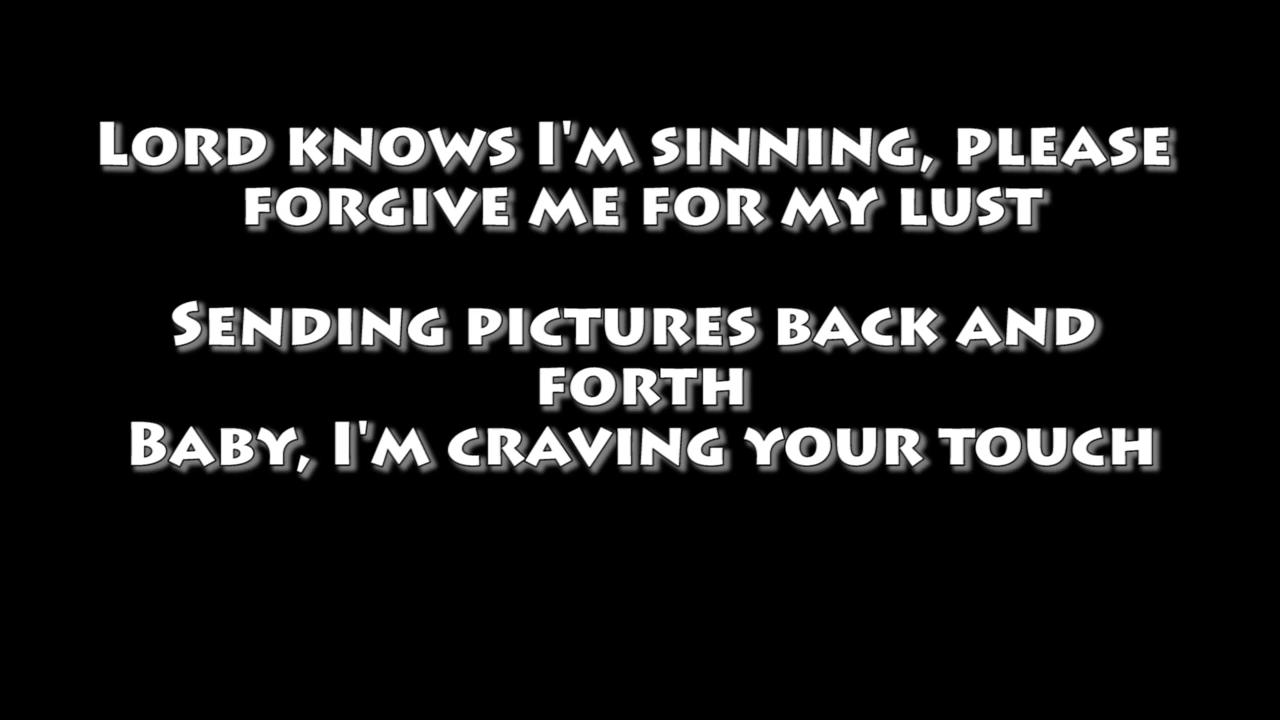 Lord knows I'm sinning, please
forgive me for my lust
Sending pictures back and
forth
Baby, I'm craving your touch